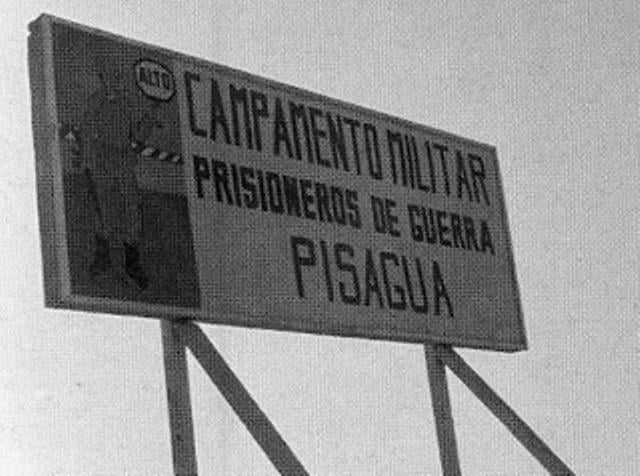 ALTO
CAMPAMENTO MILITAR
PRISIONEROS DE GUERRA
PISAGUA